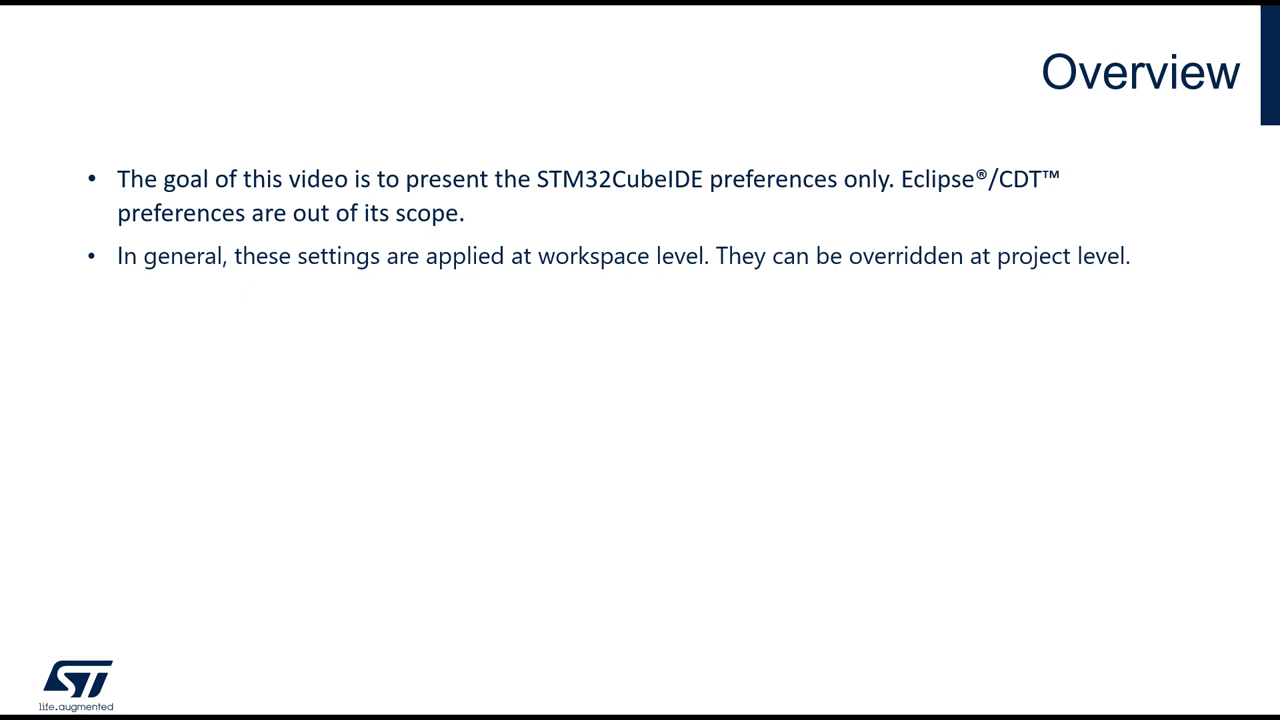 Overview
• The goal of this video is to present the STM32CubeIDE preferences only. Eclipse®/CDT™
preferences are out of its scope.
• In general, these settings are applied at workspace level. They can be overridden at project level.
ST
life.augmented